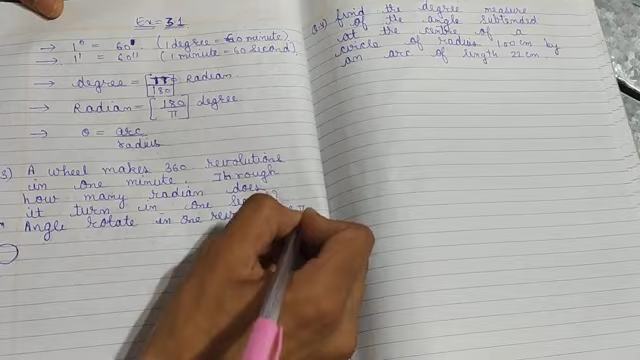 Ex = 3.1
→ 1° = 60' (1 degree = 60 minute)
→ 1' = 60'' (1 minute = 60 second)
→ degree = π/180 Radian
→ Radian = [180/π] degree
→ θ = arc/radius
3) A wheel makes 360 revolutions
in one minute. Through
how many radian does
it turn in one
Angle rotate in one
find the degree measure
of the angle subtended
at the centre of a
circle of radius 100 cm by
an arc of length 22 cm